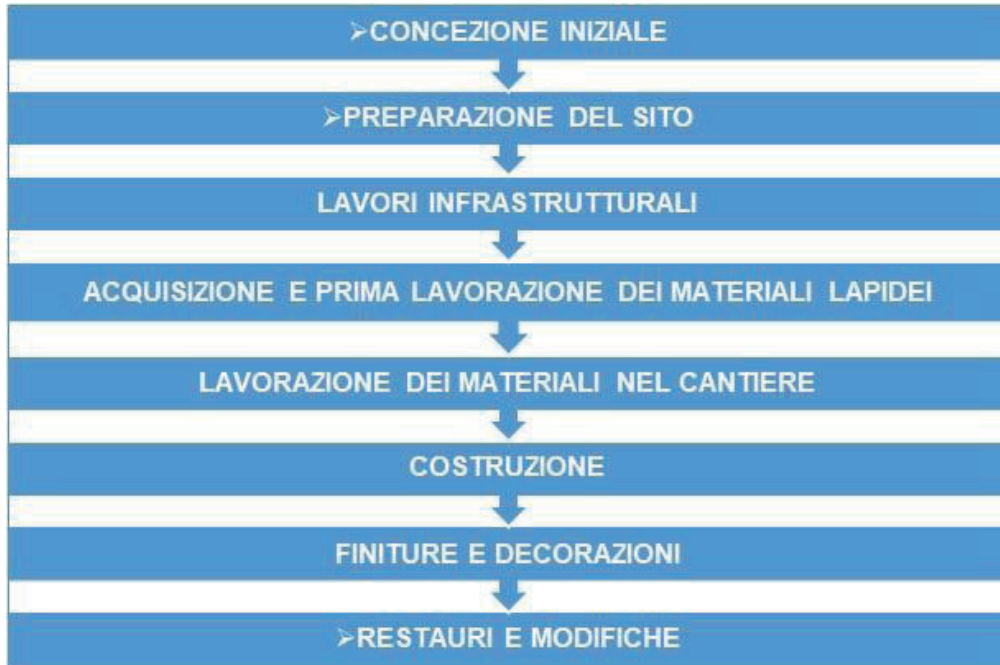 ➢CONCEZIONE INIZIALE
➢PREPARAZIONE DEL SITO
LAVORI INFRASTRUTTURALI
ACQUISIZIONE E PRIMA LAVORAZIONE DEI MATERIALI LAPIDEI
LAVORAZIONE DEI MATERIALI NEL CANTIERE
COSTRUZIONE
FINITURE E DECORAZIONI
➢RESTAURI E MODIFICHE